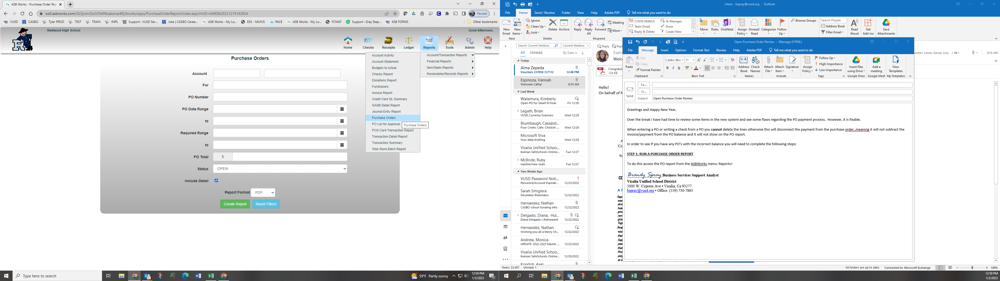 ASB Works - Purchase Order Rep
ws0.asbworks.com/(S(3jvlm2ts2l25kff4xabsmp4f))/books/apps/PurchaseOrderReport/index.aspx?mID=6490&20221219142854
Paused
VUSD
CASBO
Tyler PROD
TEST
TRAIN
IMPL
Support : VUSD Ser...
Jobs | CASBO Caree...
ASB Works - My Lo...
ESS - MUNIS
PACE
ASB Works - My Lo...
FCMAT
Support : Gray Step...
ASB FORMS
Other bookmarks
Redwood High School
Good Afternoon,
Home
Checks
Receipts
Ledger
Reports
Tools
Admin
Help
Account Activity
Account Statement
Budgets to Actual
Checks Report
Donations Report
Fundraisers
Invoice Report
Credit Card GL Summary
GASB Detail Report
Journal Entry Report
Purchase Orders
PO List for Approval
POS Card Transaction Report
Transaction Detail Report
Transaction Summary
Web Store Batch Report
Purchase Orders
Account/Transaction Reports
Financial Reports
Item/Sales Reports
Receivables/Records Reports
Purchase Orders
Account
For
PO Number
PO Date Range
to
Required Range
to
PO Total
$
Status
OPEN
Include Detail
Report Format
PDF
Create Report
Reset Filters
Type here to search
59°F Partly sunny
12:59 PM
1/3/2023
13
Inbox - bspray@vusd.org - Outlook
File
Home
Send / Receive
Folder
View
Help
Adobe PDF
Tell me what you want to do
New Email
New Items
New
Ignore
Clean Up
Junk
Delete
Archive
Delete
Reply
Reply All
Forward
Meeting
More
Respond
COVID EMAILS
Team Email
Reply & Delete
To Manager
Done
Create New
Move
Rules
OneNote
Assign Policy
Unread/ Read
Categorize
Follow Up
Browse Groups
Search People
Address Book
Filter Email
Read Aloud
Get Add-ins
Save Attachments
Search Current Mailbox
Current Mailbox
All
Unread
By Date
Today
Alma Zepeda
Vouchers 337050-337112
12:48 PM
Espinoza, Hannah
Welcome Cathy!
8:55 AM
Last Week
Watamura, Kimberly
Open PO for Smart N Final
Fri 12/30
Legath, Brian
VUSD Currency Scanners
Wed 12/28
Brumbaugh, Cassand...
Four Creeks Cafe- Chicken ...
Wed 12/28
Microsoft Viva
Your daily briefing
Wed 12/28
Visalia Unified Schoo...
Keenan SafeSchools Online...
Tue 12/27
McBride, Ruby
inactive/new clubs
Tue 12/27
Two Weeks Ago
VUSD Password Noti...
Password/Account Expirati...
12/23/2022
Sarah Smigiera
December Reminders
12/22/2022
Hernandez, Nathan
CASBO school funding info
12/22/2022
Delgado, Diana; Hul...
Diana Delgado's Retirement
12/22/2022
Hernandez, Nathan
Wishing you all a Merry Ch...
12/22/2022
Andrew, Monica
UPDATE: 2022-2023 Master ...
12/22/2022
Visalia Unified Schoo...
Keenan SafeSchools Online...
12/20/2022
Kondoh, Axel
Items: 33,497
Unread: 1
Reply
Espin
Welc
uentes, Laura; Garcia, Lisa;
+ 44
1
8:55 AM
PDF
Congratul
124 KB
Hello!
On behalf of N
Open Purchase Order Review - Message (HTML)
File
Message
Insert
Options
Format Text
Review
Help
Adobe PDF
Tell me what you want to do
Paste
Cut
Copy
Format Painter
Clipboard
Calibri (Boc
11
B I U
Basic Text
Address Book
Check Names
Names
Attach File
Attach Item
Signature
Include
Assign Policy
Follow Up
High Importance
Low Importance
Tags
Insert files using Drive
Google Drive
Add a meeting
Google Meet
View Templates
My Templates
Send
To...
Cc...
Subject
Open Purchase Order Review
Greetings and Happy New Year,
Over the break I have had time to review some items in the new system and see some flaws regarding the PO payment process. However, it is fixable.
When entering a PO or writing a check from a PO you cannot delete the lines otherwise this will disconnect the payment from the purchase order..meaning it will not subtract the
invoice/payment from the PO balance and it will not show on the PO report.
In order to see if you have any PO's with the incorrect balance you will need to complete the following steps:
STEP 1: RUN A PURCHASE ORDER REPORT
To do this access the PO report from the ASBWorks menu: Reports>
Brandy Spray Business Services Support Analyst
Visalia Unified School District
5000 W. Cypress Ave • Visalia, Ca 93277
bspray@vusd.org • Office: (559) 730-7863
All folders are up to date.
Connected to: Microsoft Exchange
100%
12:59 PM
1/3/2023